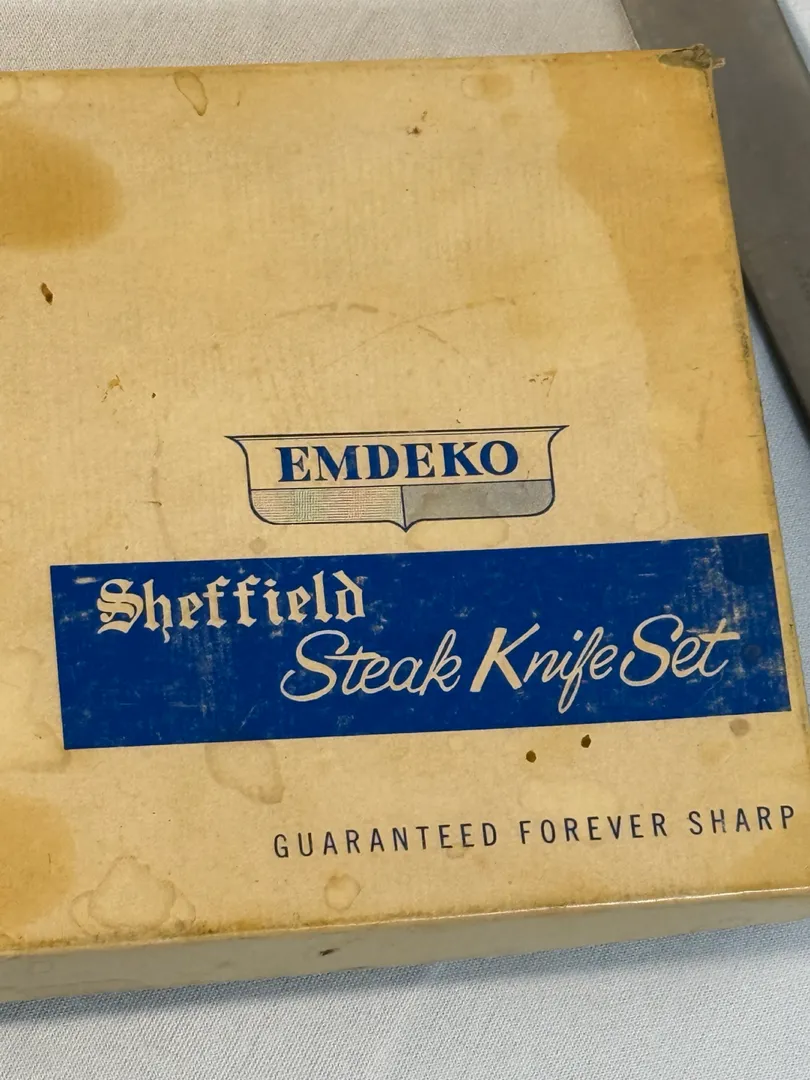 EMDEKO
Sheffield
Steak Knife Set
GUARANTEED FOREVER SHARP